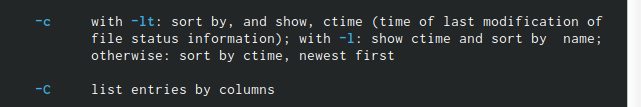 -c with -lt: sort by, and show, ctime (time of last modification of
file status information); with -l: show ctime and sort by name;
otherwise: sort by ctime, newest first
-C list entries by columns